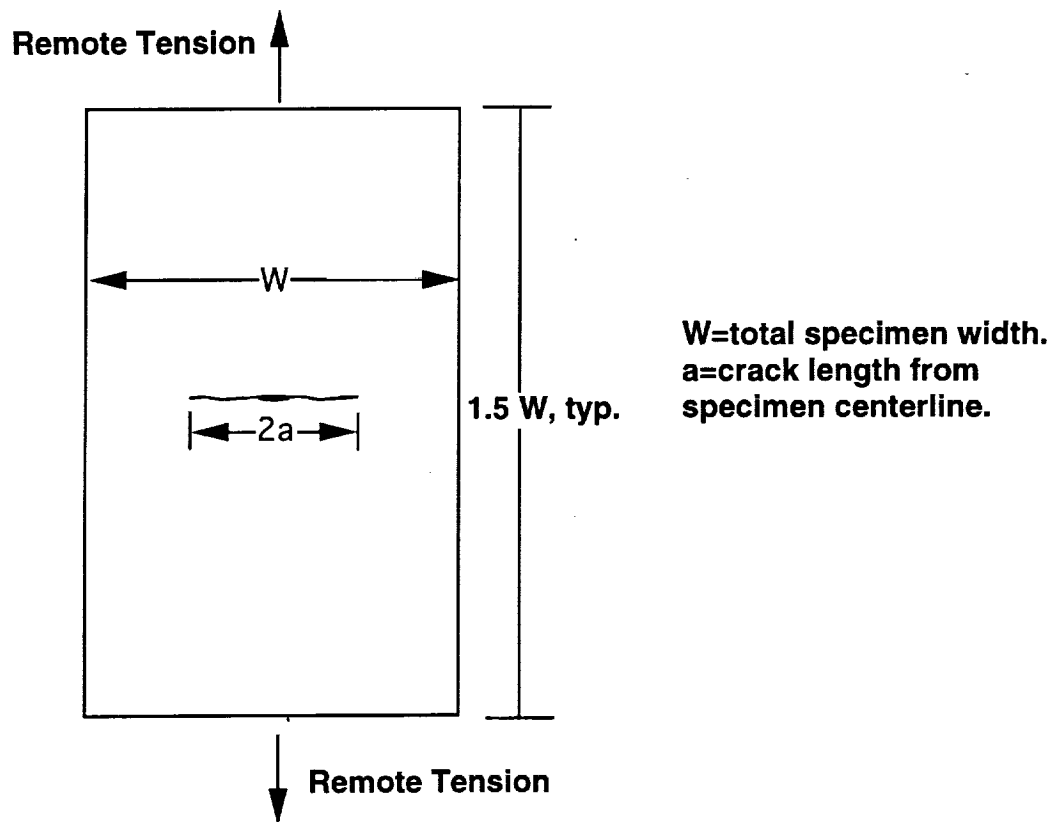 Remote Tension
W
W=total specimen width.
a=crack length from
specimen centerline.
1.5 W, typ.
2a
Remote Tension